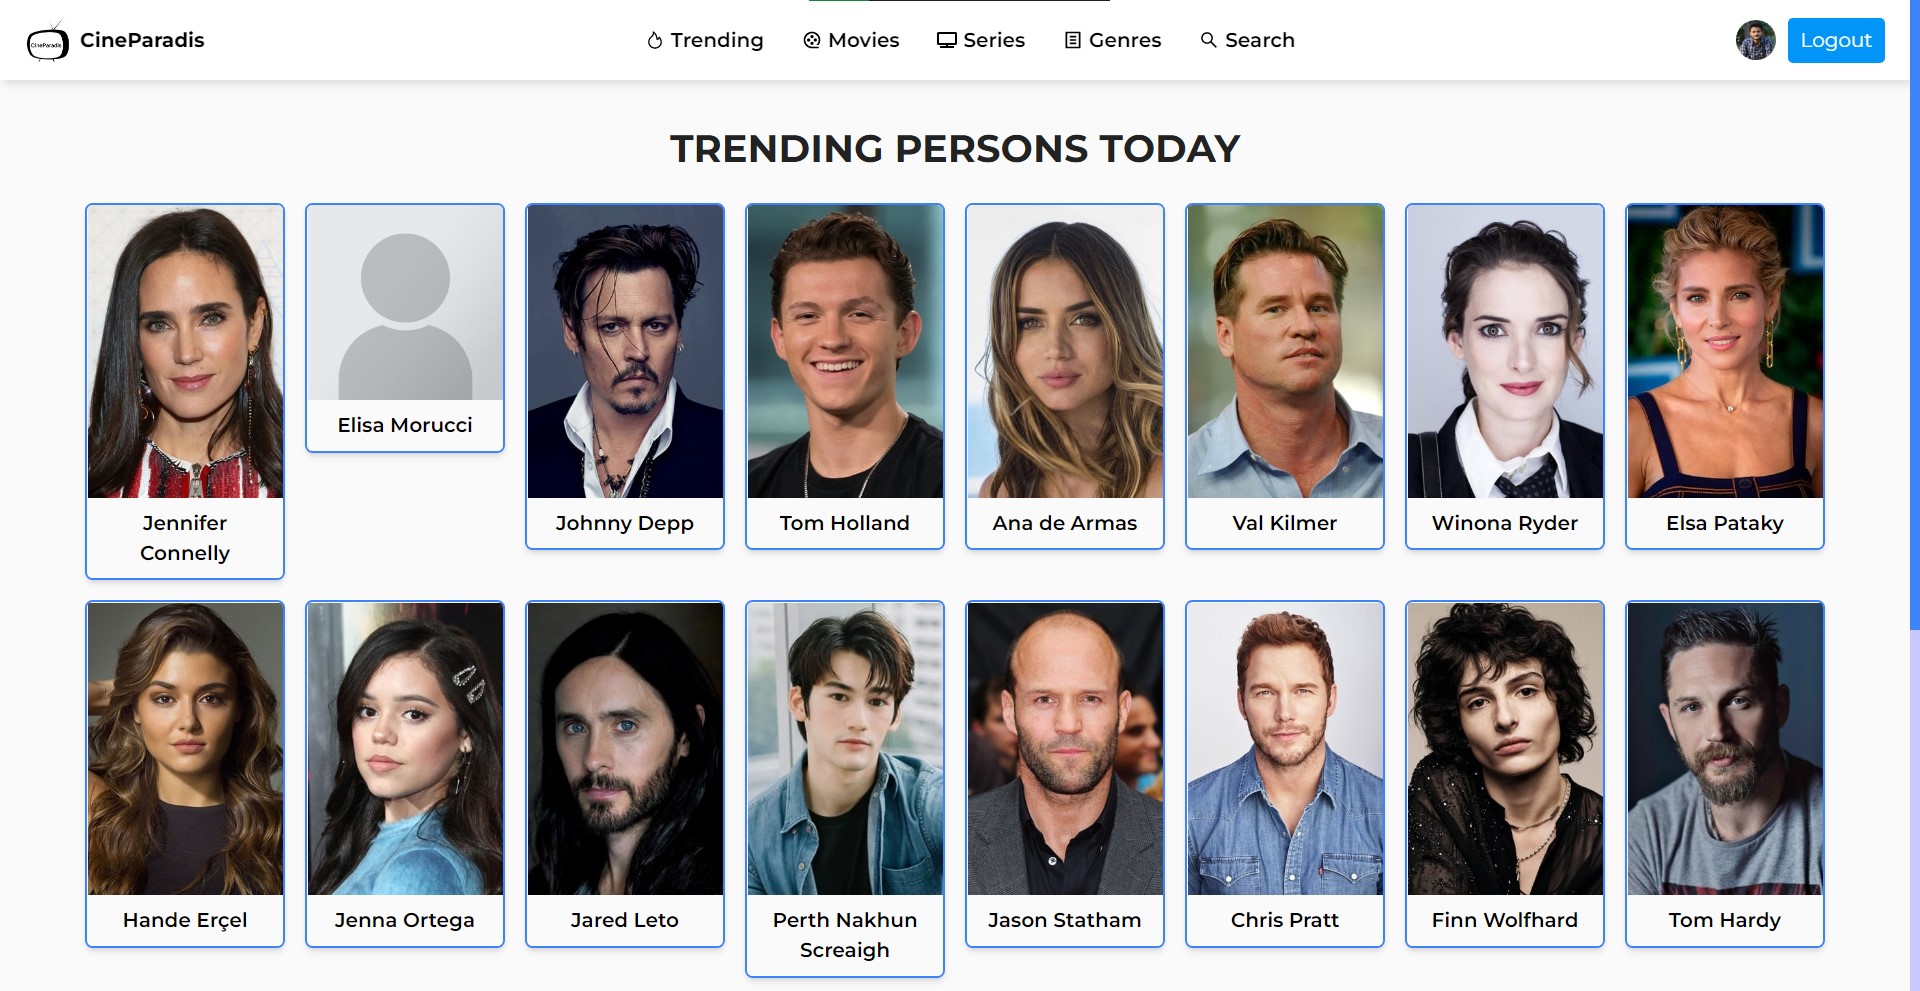 CineParadis
CineParadis
Trending
Movies
Series
Genres
Search
Logout
TRENDING PERSONS TODAY
Jennifer
Connelly
Elisa Morucci
Johnny Depp
Tom Holland
Ana de Armas
Val Kilmer
Winona Ryder
Elsa Pataky
Hande Erçel
Jenna Ortega
Jared Leto
Perth Nakhun
Screaigh
Jason Statham
Chris Pratt
Finn Wolfhard
Tom Hardy